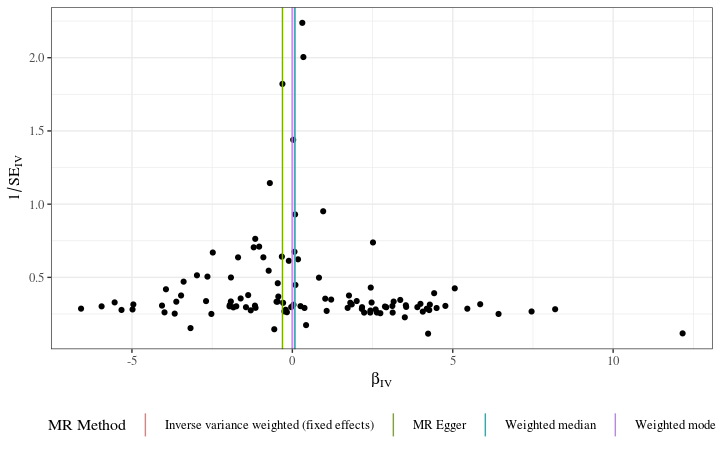 2.0
1.5
1.0
0.5
1/SE_IV
-5
0
5
10
β_IV
MR Method
Inverse variance weighted (fixed effects)
MR Egger
Weighted median
Weighted mode